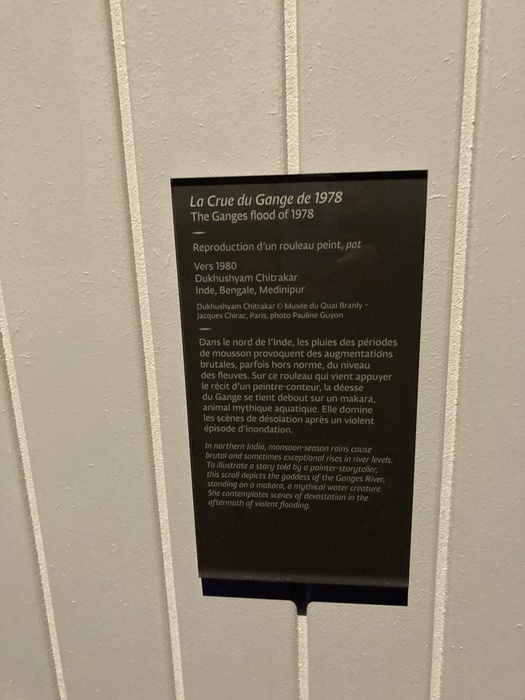 La Crue du Gange de 1978
The Ganges flood of 1978
Reproduction d'un rouleau peint, pat
Vers 1980
Dukhushyam Chitrakar
Inde, Bengale, Medinipur
Dukhushyam Chitrakar © Musée du Quai Branly –
Jacques Chirac, Paris, photo Pauline Guyon
Dans le nord de l'Inde, les pluies des périodes
de mousson provoquent des augmentations
brutales, parfois hors norme, du niveau
des fleuves. Sur ce rouleau qui vient appuyer
le récit d'un peintre-conteur, la déesse
du Gange se tient debout sur un makara,
animal mythique aquatique. Elle domine
les scènes de désolation après un violent
épisode d'inondation.
In northern India, monsoon-season rains cause
brutal and sometimes exceptional rises in river levels.
To illustrate a story told by a painter-storyteller,
this scroll depicts the goddess of the Ganges River,
standing on a makara, a mythical water creature.
She contemplates scenes of devastation in the
aftermath of violent flooding.